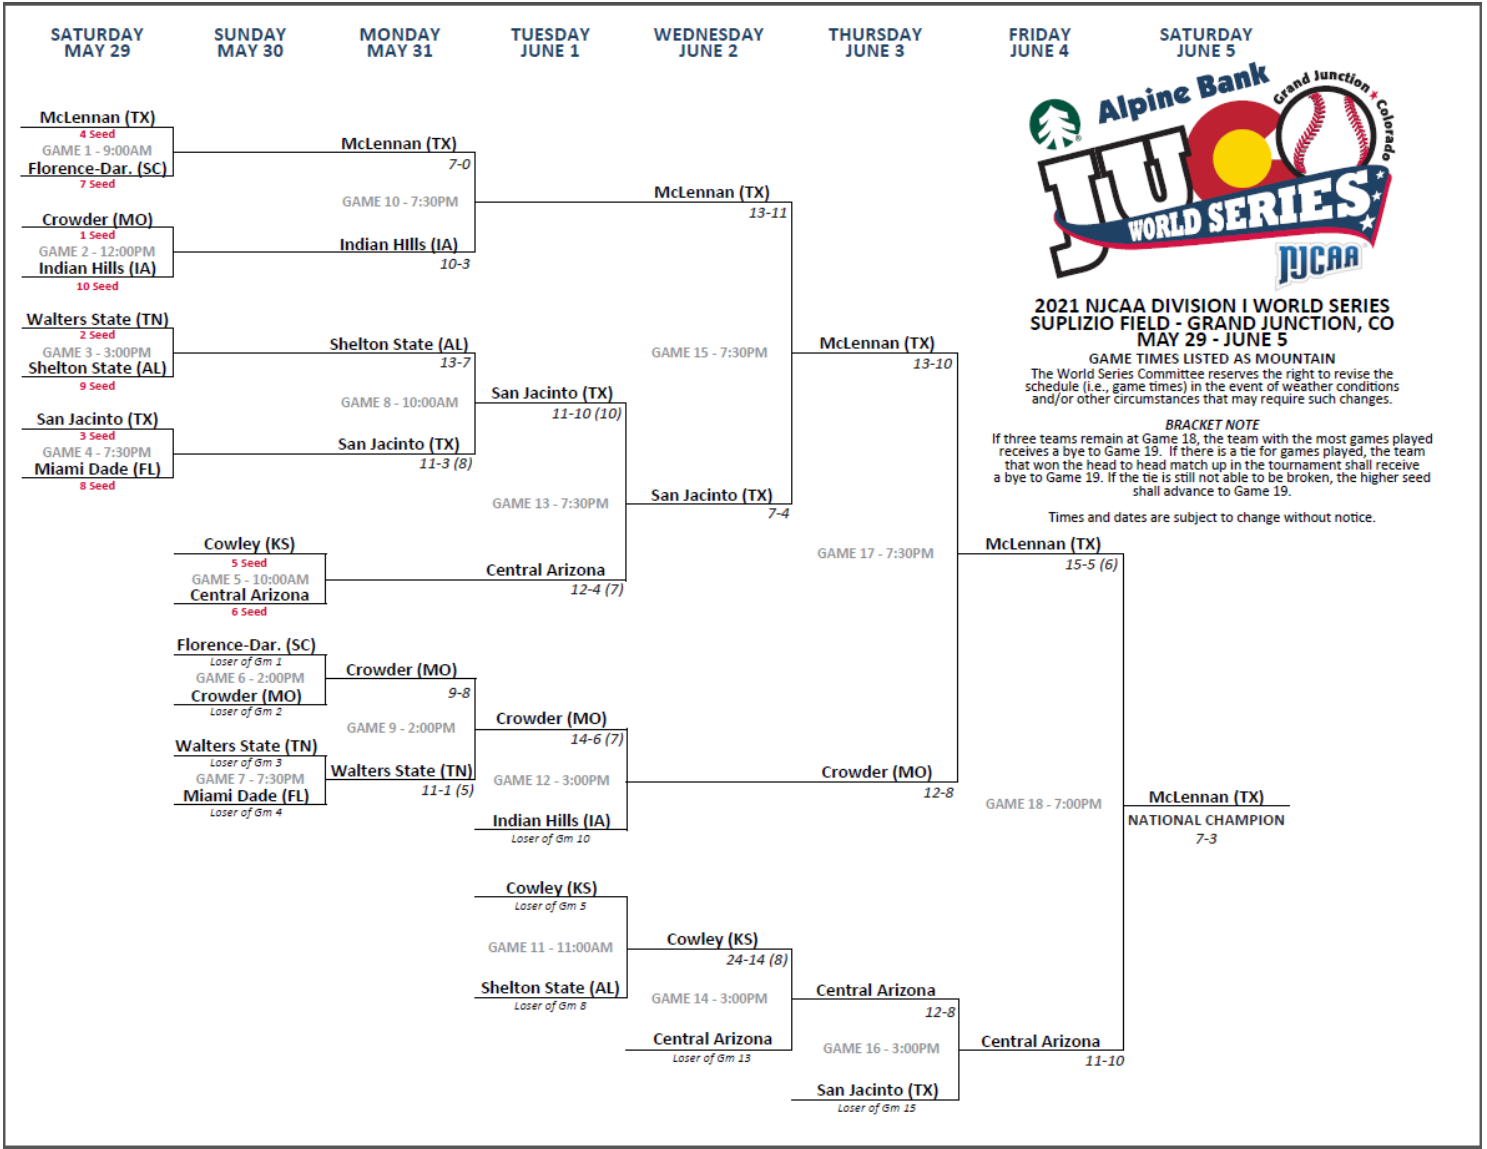 SATURDAY
MAY 29
SUNDAY
MAY 30
MONDAY
MAY 31
TUESDAY
JUNE 1
WEDNESDAY
JUNE 2
THURSDAY
JUNE 3
FRIDAY
JUNE 4
SATURDAY
JUNE 5
McLennan (TX)
4 Seed
GAME 1 - 9:00AM
Florence-Dar. (SC)
7 Seed
Crowder (MO)
1 Seed
GAME 2 - 12:00PM
Indian Hills (IA)
10 Seed
Walters State (TN)
2 Seed
GAME 3 - 3:00PM
Shelton State (AL)
9 Seed
San Jacinto (TX)
3 Seed
GAME 4 - 7:30PM
Miami Dade (FL)
8 Seed
Cowley (KS)
5 Seed
GAME 5 - 10:00AM
Central Arizona
6 Seed
Florence-Dar. (SC)
Loser of Gm 1
GAME 6 - 2:00PM
Crowder (MO)
Loser of Gm 2
Walters State (TN)
Loser of Gm 3
GAME 7 - 7:30PM
Miami Dade (FL)
Loser of Gm 4
McLennan (TX)
7-0
GAME 10 - 7:30PM
Indian HIlls (IA)
10-3
Shelton State (AL)
13-7
GAME 8 - 10:00AM
San Jacinto (TX)
11-3 (8)
Crowder (MO)
9-8
GAME 9 - 2:00PM
Walters State (TN)
11-1 (5)
San Jacinto (TX)
11-10 (10)
GAME 13 - 7:30PM
Central Arizona
12-4 (7)
Crowder (MO)
14-6 (7)
GAME 12 - 3:00PM
Indian Hills (IA)
Loser of Gm 10
Cowley (KS)
Loser of Gm 5
GAME 11 - 11:00AM
Shelton State (AL)
Loser of Gm 8
McLennan (TX)
13-11
GAME 15 - 7:30PM
San Jacinto (TX)
7-4
Cowley (KS)
24-14 (8)
GAME 14 - 3:00PM
Central Arizona
Loser of Gm 13
McLennan (TX)
13-10
GAME 17 - 7:30PM
Crowder (MO)
12-8
Central Arizona
12-8
GAME 16 - 3:00PM
San Jacinto (TX)
Loser of Gm 15
McLennan (TX)
15-5 (6)
GAME 18 - 7:00PM
Central Arizona
11-10
McLennan (TX)
NATIONAL CHAMPION
7-3
Alpine Bank
Grand Junction ★ Colorado
JUCO
WORLD SERIES
NJCAA
2021 NJCAA DIVISION I WORLD SERIES
SUPLIZIO FIELD - GRAND JUNCTION, CO
MAY 29 - JUNE 5
GAME TIMES LISTED AS MOUNTAIN
The World Series Committee reserves the right to revise the
schedule (i.e., game times) in the event of weather conditions
and/or other circumstances that may require such changes.
BRACKET NOTE
If three teams remain at Game 18, the team with the most games played
receives a bye to Game 19. If there is a tie for games played, the team
that won the head to head match up in the tournament shall receive
a bye to Game 19. If the tie is still not able to be broken, the higher seed
shall advance to Game 19.
Times and dates are subject to change without notice.